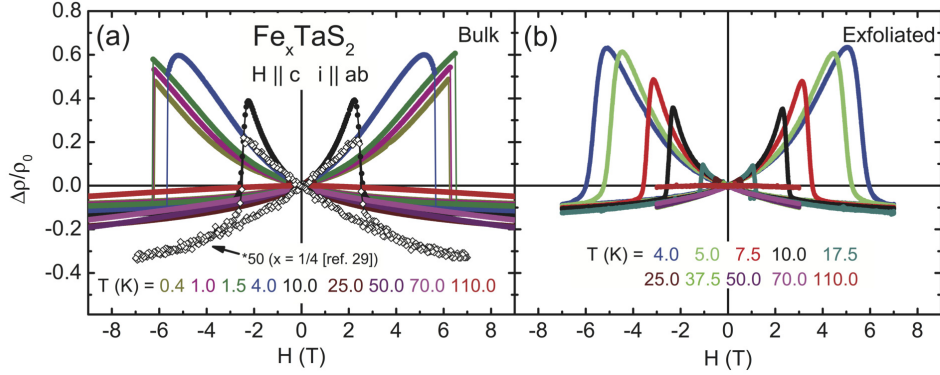 (a) Fe_xTaS_2 Bulk
H || c i || ab
(b) Exfoliated
Δρ/ρ_0
0.8
0.6
0.4
0.2
0.0
-0.2
-0.4
*50 (x = 1/4 [ref. 29])
T (K) = 0.4 1.0 1.5 4.0 10.0 25.0 50.0 70.0 110.0
T (K) = 4.0 5.0 7.5 10.0 17.5
25.0 37.5 50.0 70.0 110.0
-8 -6 -4 -2 0 2 4 6 8
-8 -6 -4 -2 0 2 4 6 8
H (T)
H (T)